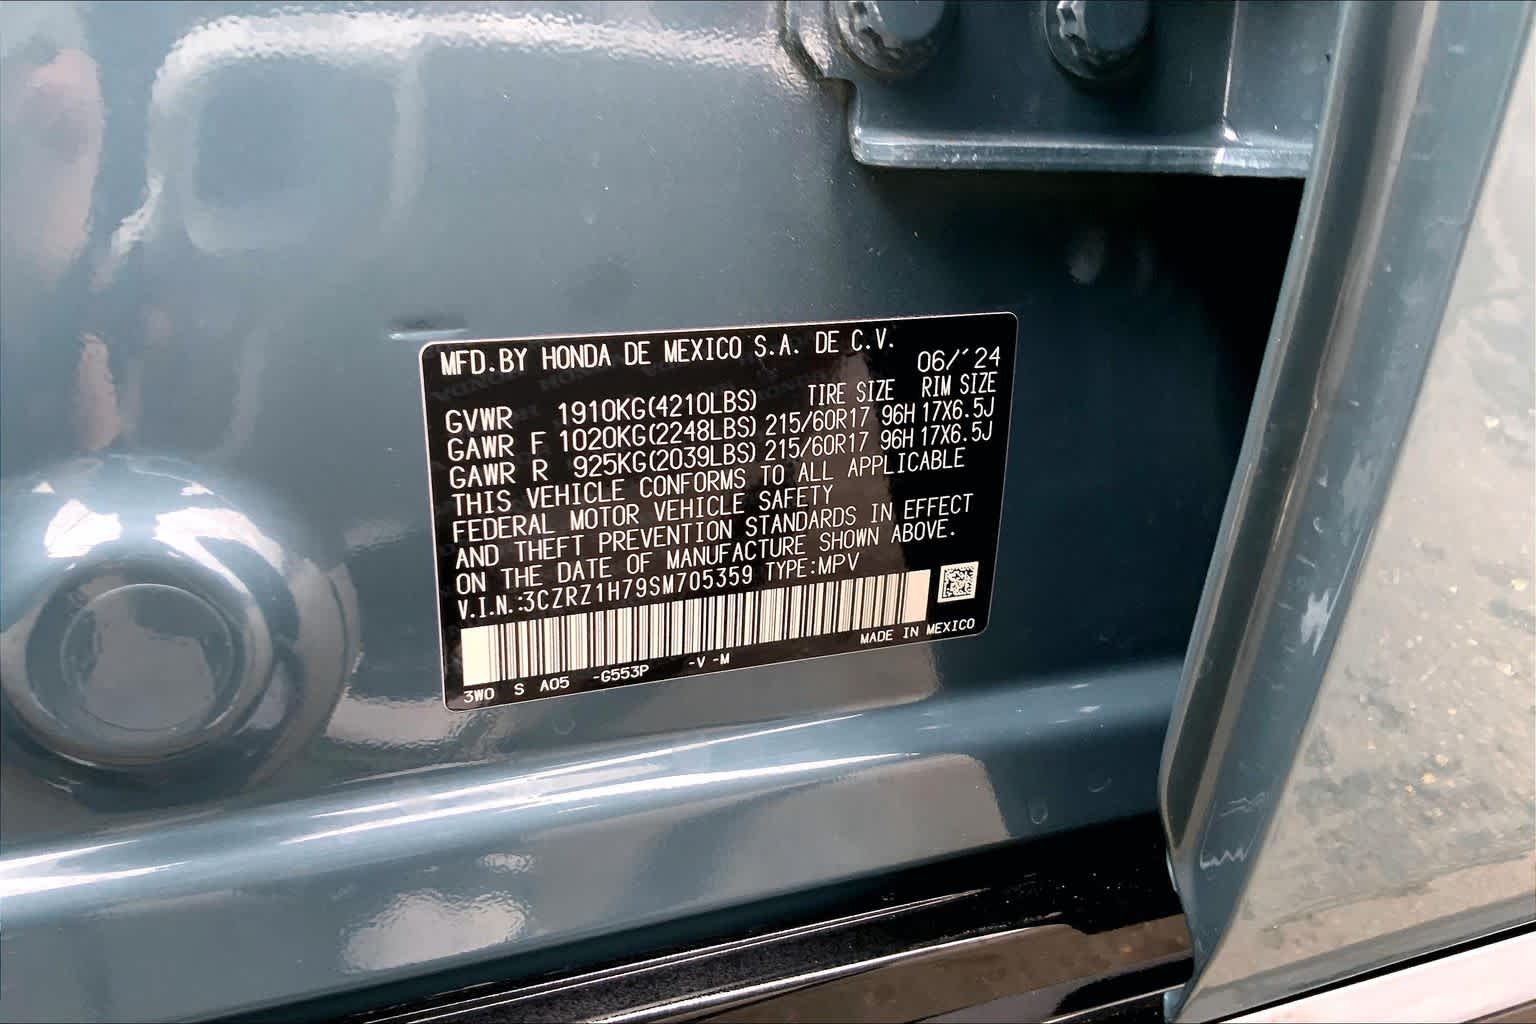 MFD.BY HONDA DE MEXICO S.A. DE C.V.
06/'24
TIRE SIZE RIM SIZE
GVWR 1910KG(4210LBS)
GAWR F 1020KG(2248LBS) 215/60R17 96H 17X6.5J
GAWR R 925KG(2039LBS) 215/60R17 96H 17X6.5J
THIS VEHICLE CONFORMS TO ALL APPLICABLE
FEDERAL MOTOR VEHICLE SAFETY
AND THEFT PREVENTION STANDARDS IN EFFECT
ON THE DATE OF MANUFACTURE SHOWN ABOVE.
V.I.N.:3CZRZ1H79SM705359 TYPE:MPV
MADE IN MEXICO
3W0 S A05 -G553P -V -M